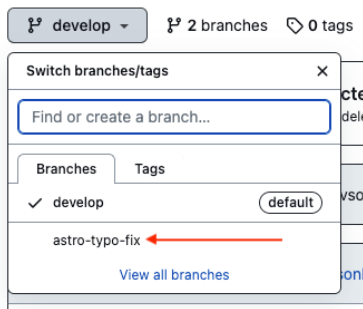 develop 2 branches 0 tags
Switch branches/tags
Find or create a branch...
Branches Tags
develop default
astro-typo-fix
View all branches